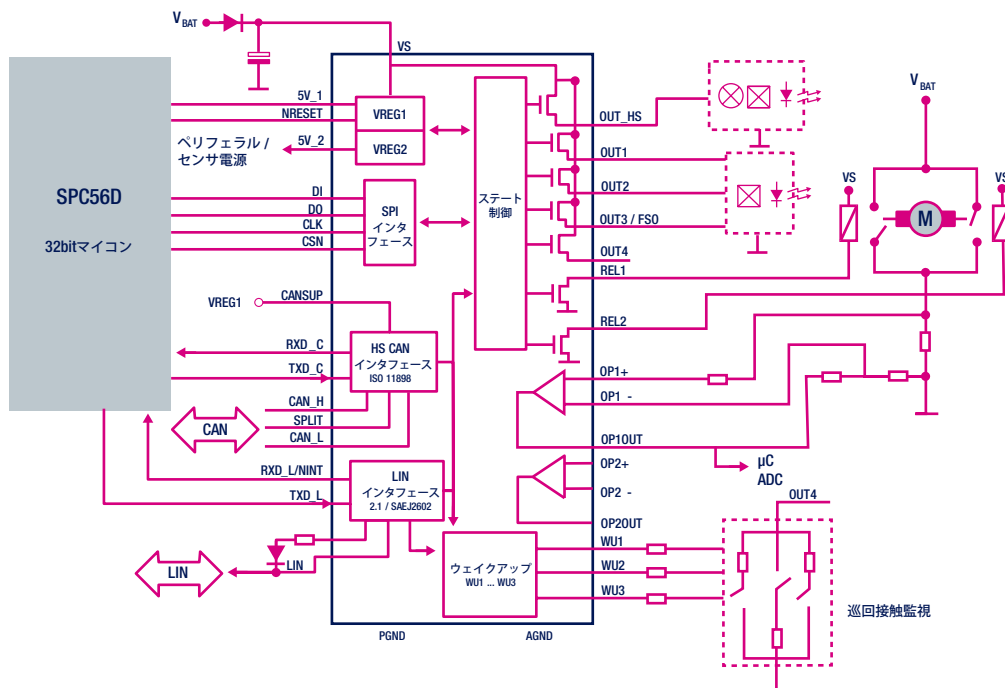 VBAT
VS
SPC56D
32bitマイコン
5V_1
NRESET
5V_2
ペリフェラル /
センサ電源
VREG1
VREG2
DI
DO
CLK
CSN
SPI
インタ
フェース
ステート
制御
OUT_HS
OUT1
OUT2
OUT3 / FSO
OUT4
REL1
REL2
VBAT
VS
M
VS
VREG1
CANSUP
RXD_C
TXD_C
HS CAN
インタフェース
ISO 11898
CAN_H
SPLIT
CAN_L
CAN
OP1+
OP1 -
OP1OUT
µC
ADC
OP2+
OP2 -
OP2OUT
RXD_L/NINT
TXD_L
LIN
インタフェース
2.1 / SAEJ2602
LIN
LIN
ウェイクアップ
WU1 ... WU3
WU1
WU2
WU3
OUT4
巡回接触監視
PGND
AGND